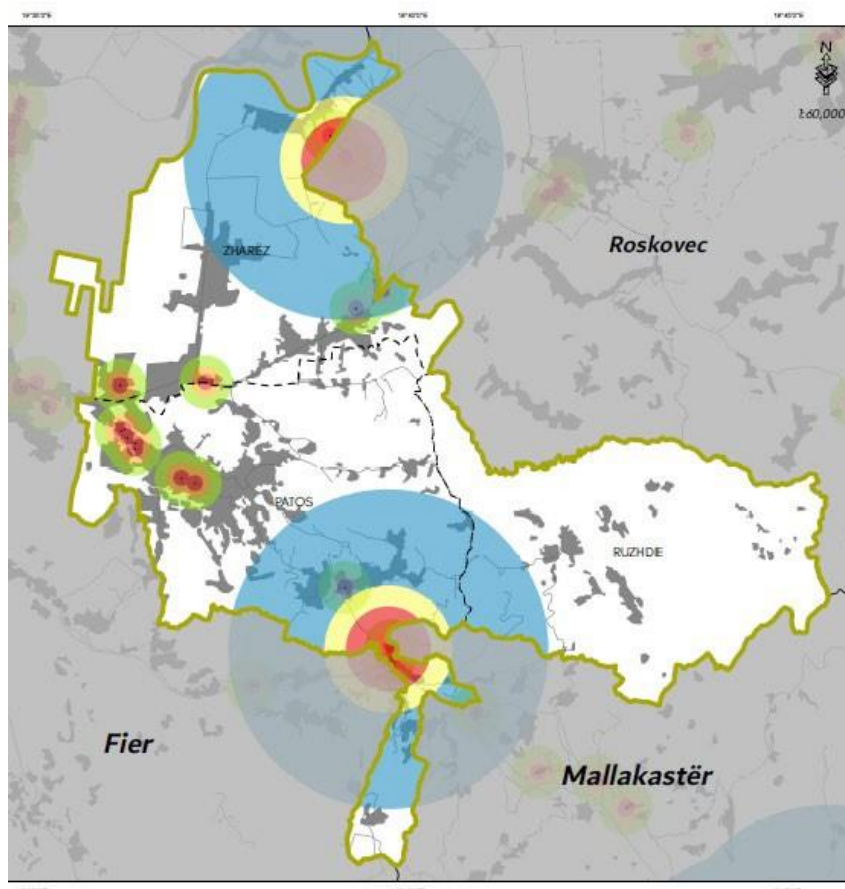 N
1:60,000
ZHAREZ
Roskovec
PATOS
RUZHDIE
Fier
Mallakastër